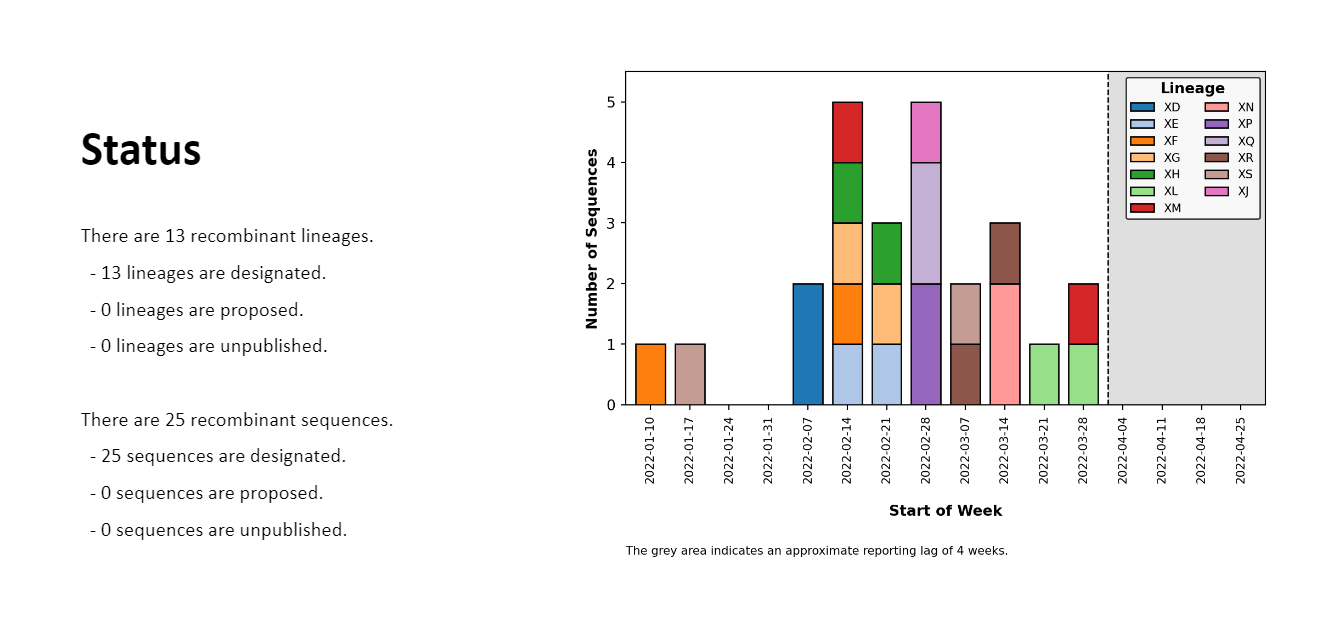 Status
There are 13 recombinant lineages.
- 13 lineages are designated.
- 0 lineages are proposed.
- 0 lineages are unpublished.
There are 25 recombinant sequences.
- 25 sequences are designated.
- 0 sequences are proposed.
- 0 sequences are unpublished.
Number of Sequences
5
4
3
2
1
0
Lineage
XD
XE
XF
XG
XH
XL
XM
XN
XP
XQ
XR
XS
XJ
2022-01-10
2022-01-17
2022-01-24
2022-01-31
2022-02-07
2022-02-14
2022-02-21
2022-02-28
2022-03-07
2022-03-14
2022-03-21
2022-03-28
2022-04-04
2022-04-11
2022-04-18
2022-04-25
Start of Week
The grey area indicates an approximate reporting lag of 4 weeks.